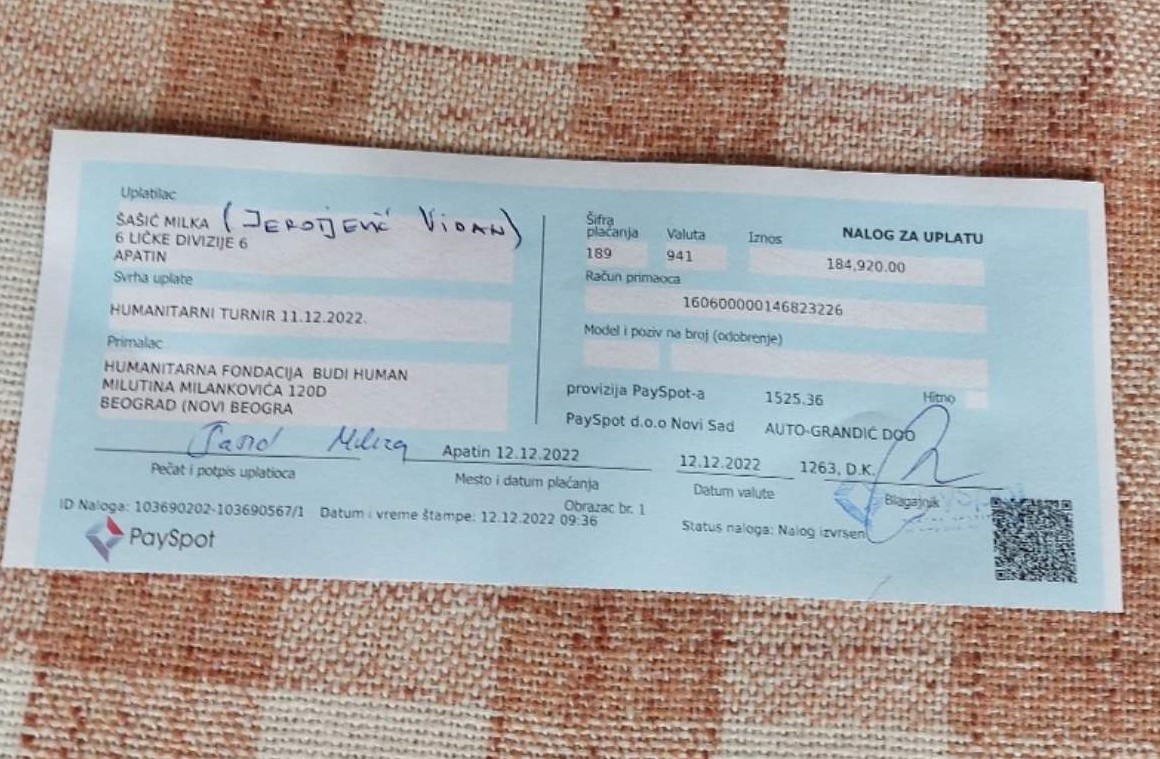 Uplatilac
ŠAŠIĆ MILKA (JEROTJEVIĆ VIDAN)
6 LIČKE DIVIZIJE 6
APATIN
Svrha uplate
HUMANITARNI TURNIR 11.12.2022.
Primalac
HUMANITARNA FONDACIJA BUDI HUMAN
MILUTINA MILANKOVIĆA 120D
BEOGRAD (NOVI BEOGRA
Pečat i potpis uplatioca
Apatin 12.12.2022
Mesto i datum plaćanja
Obrazac br. 1
ID Naloga: 103690202-103690567/1 Datum i vreme štampe: 12.12.2022 09:36
PaySpot
NALOG ZA UPLATU
Šifra plaćanja Valuta Iznos
189 941 184,920.00
Račun primaoca
160600000146823226
Model i poziv na broj (odobrenje)
provizija PaySpot-a 1525.36 Hitno
PaySpot d.o.o Novi Sad AUTO-GRANDIĆ DOO
12.12.2022 1263, D.K.
Datum valute Blagajnik
Status naloga: Nalog izvrsen